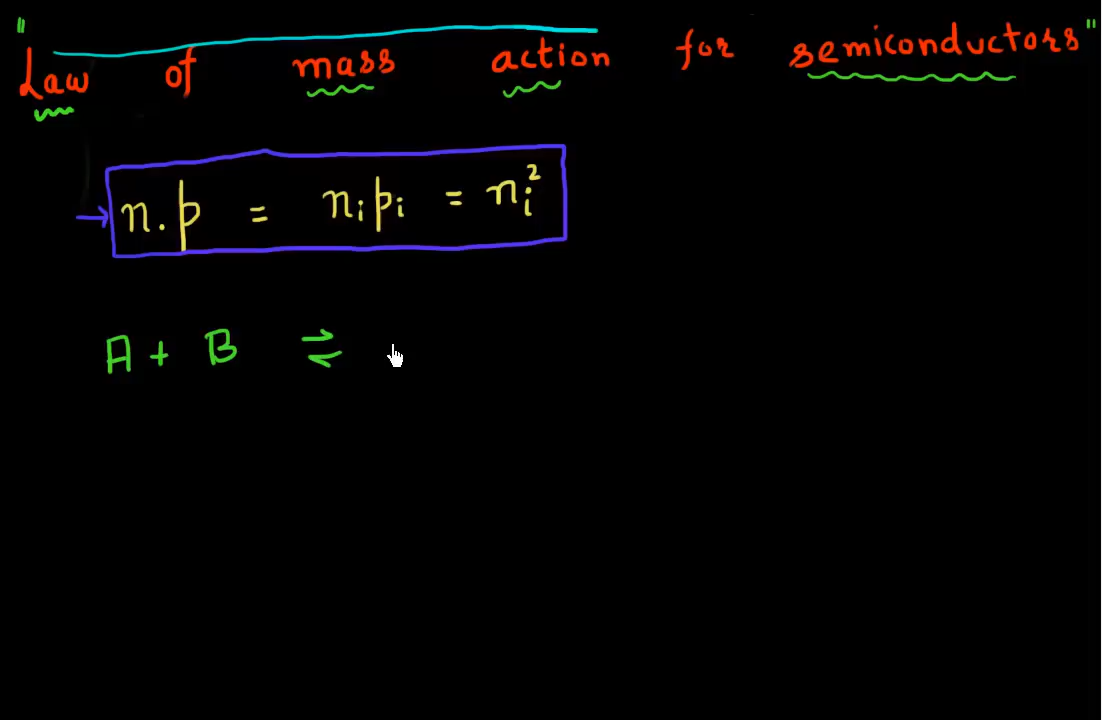 "Law of mass action for semiconductors"
→ n.p = nᵢpᵢ = nᵢ²
A + B ⇌